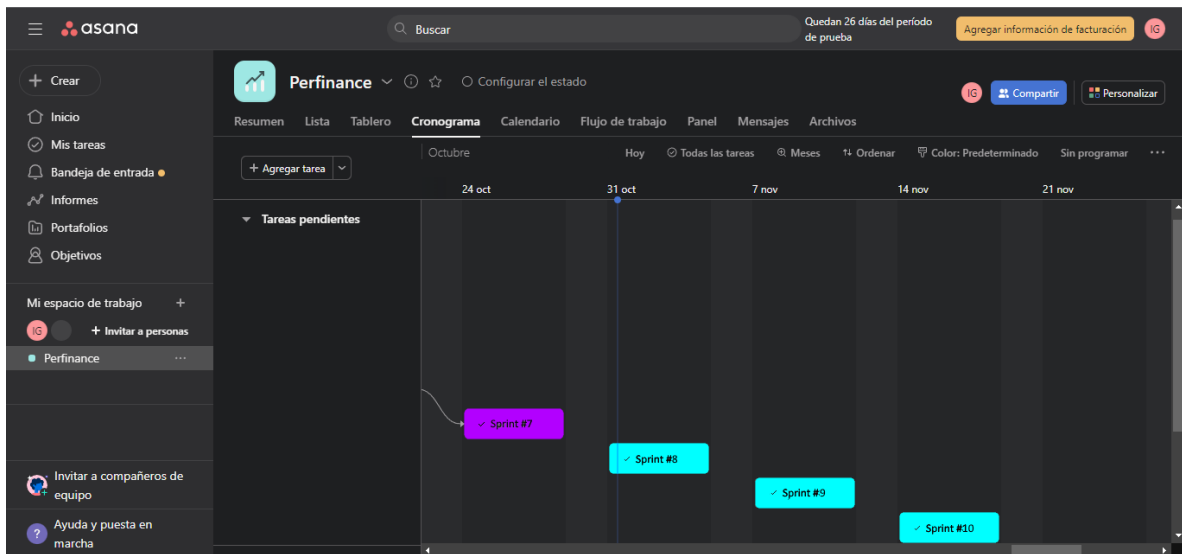 asana
Buscar
Quedan 26 días del período
de prueba
Agregar información de facturación
IG
Crear
Inicio
Mis tareas
Bandeja de entrada
Informes
Portafolios
Objetivos
Mi espacio de trabajo +
IG
+ Invitar a personas
Perfinance ...
Invitar a compañeros de
equipo
? Ayuda y puesta en
marcha
Perfinance
Configurar el estado
IG
Compartir
Personalizar
Resumen Lista Tablero Cronograma Calendario Flujo de trabajo Panel Mensajes Archivos
+ Agregar tarea
Octubre
Hoy Todas las tareas Meses Ordenar Color: Predeterminado Sin programar ...
24 oct 31 oct 7 nov 14 nov 21 nov
Tareas pendientes
Sprint #7
Sprint #8
Sprint #9
Sprint #10